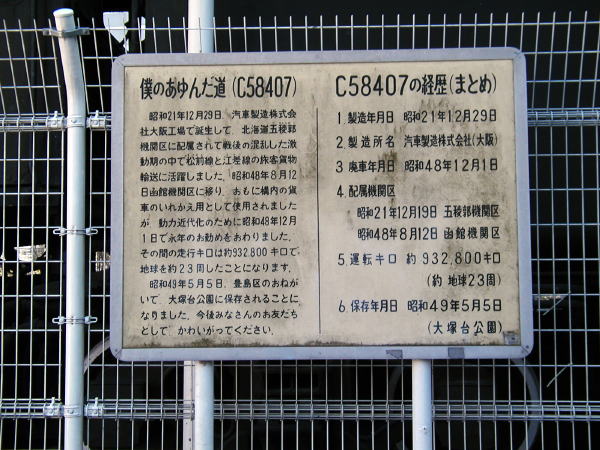 僕のあゆんだ道(C58407)
昭和21年12月29日、汽車製造株式会
社大阪工場で誕生して、北海道五稜郭
機関区に配属されて戦後の混乱した激
動期の中で松前線と江差線の旅客貨物
輸送に活躍しました。昭和48年8月12
日函館機関区に移り、おもに構内の貨
車のいれかえ用として使用されました
が、動力近代化のために昭和48年12月
1日で永年のお勤めをおわりました。
その間の走行キロは約932,800キロで
地球を約23周したことになります。
昭和49年5月5日、豊島区のおねが
いで、大塚台公園に保存されることに
なりました。今後みなさんのお友だち
として、かわいがってください。
C58407の経歴(まとめ)
1.製造年月日 昭和21年12月29日
2.製造所名 汽車製造株式会社(大阪)
3.廃車年月日 昭和48年12月1日
4.配属機関区
昭和21年12月19日 五稜郭機関区
昭和48年8月12日 函館機関区
5.運転キロ 約932,800キロ
(約 地球23周)
6.保存年月日 昭和49年5月5日
(大塚台公園)